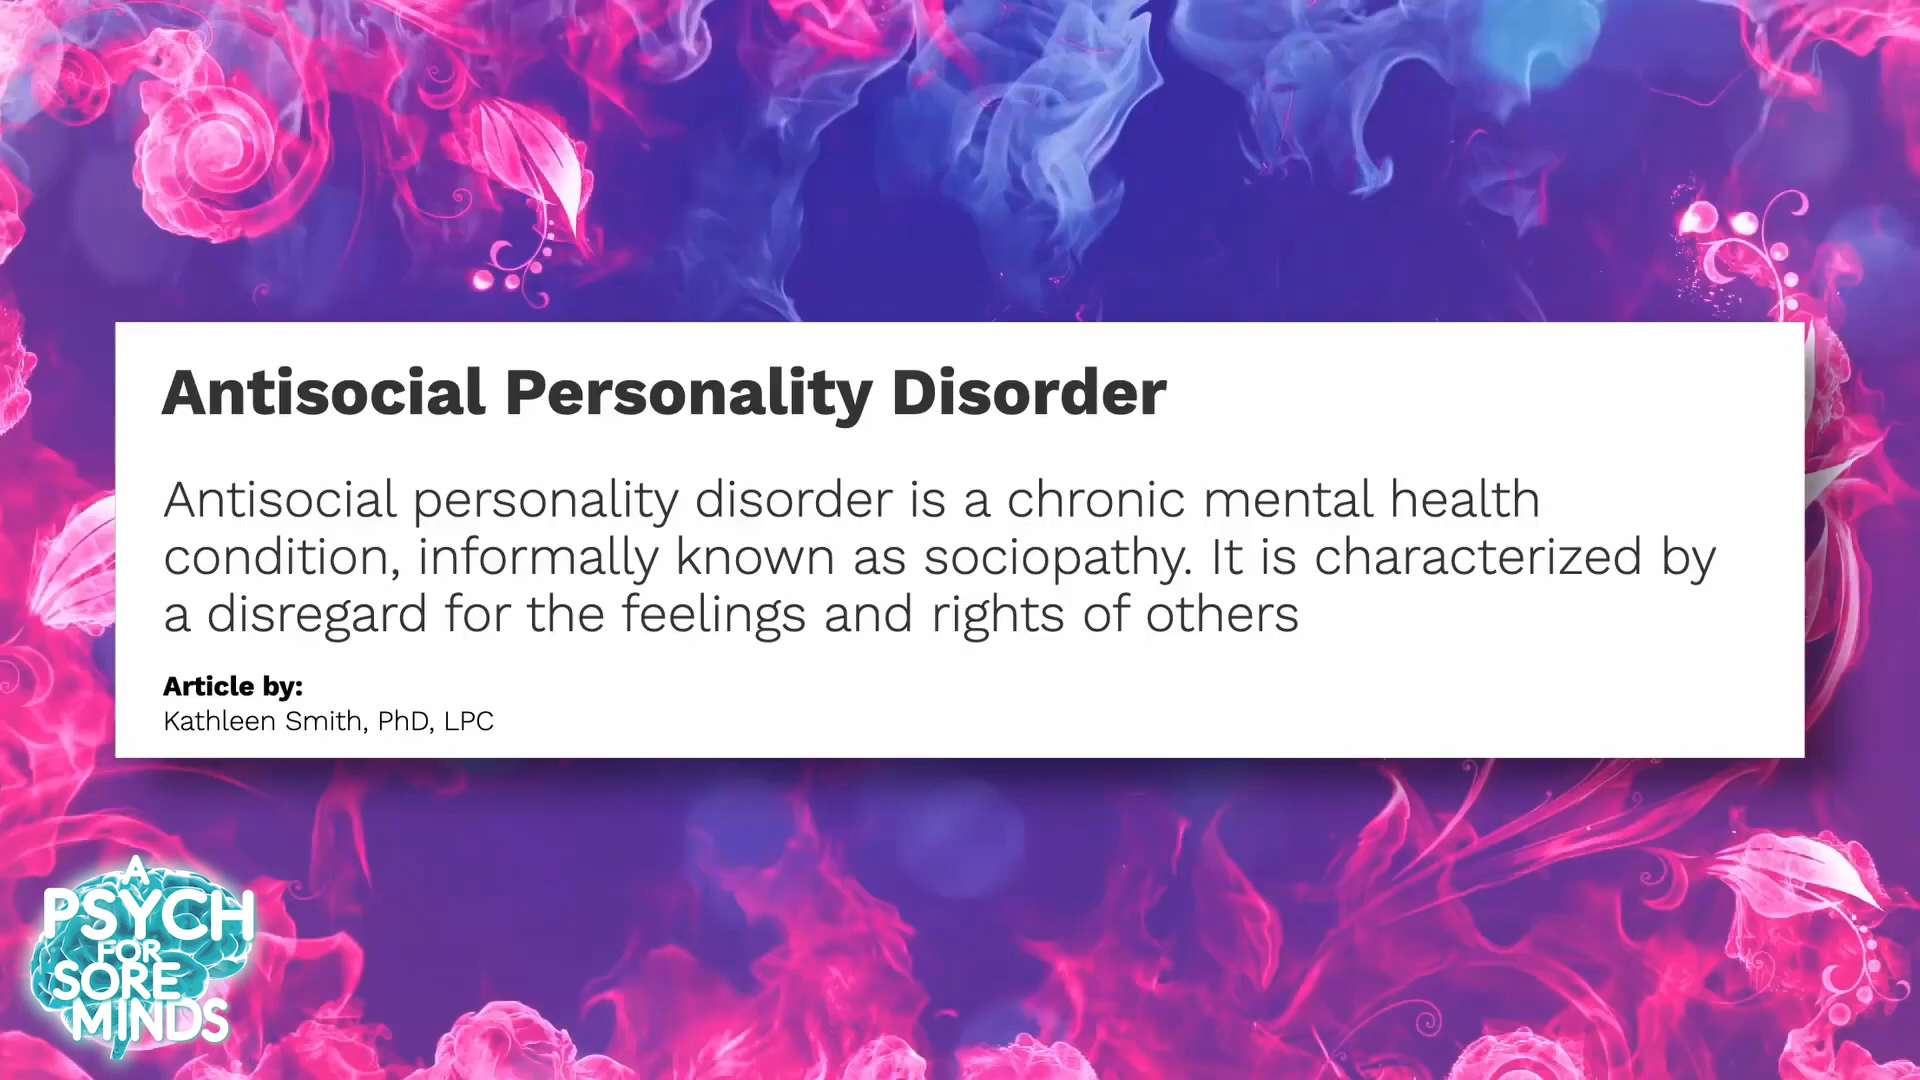 Antisocial Personality Disorder
Antisocial personality disorder is a chronic mental health
condition, informally known as sociopathy. It is characterized by
a disregard for the feelings and rights of others
Article by:
Kathleen Smith, PhD, LPC
A
PSYCH
FOR
SORE
MINDS